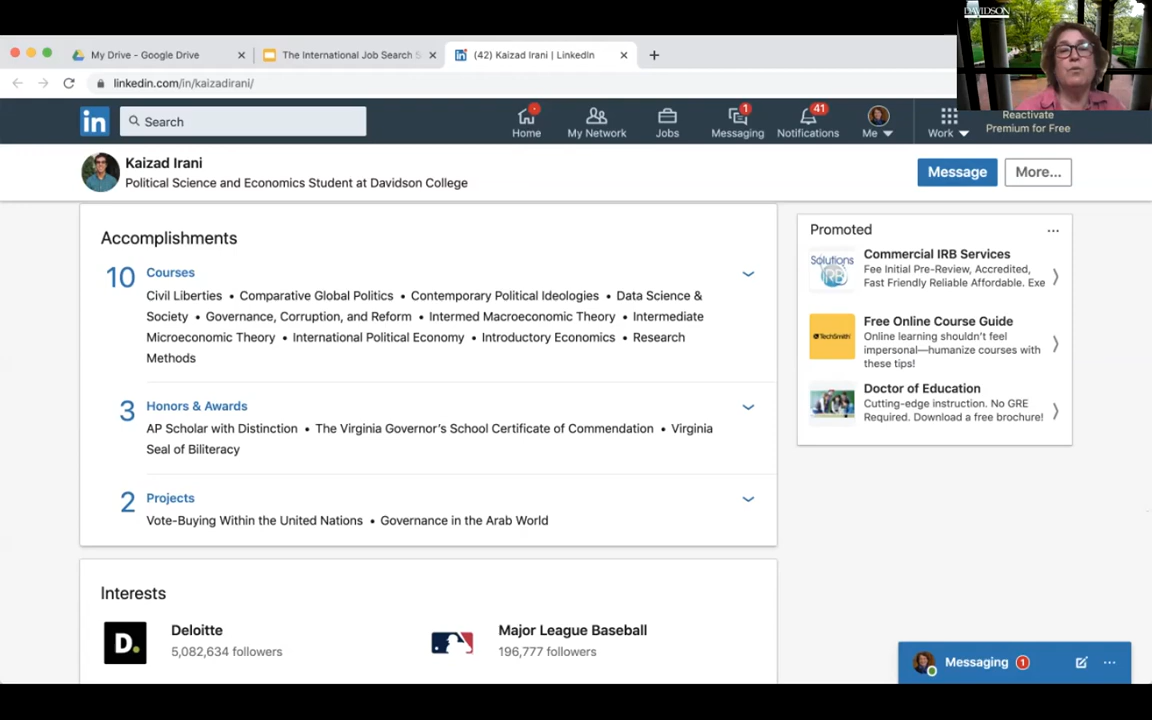 DAVIDSON
My Drive - Google Drive
The International Job Search S
(42) Kaizad Irani | LinkedIn
linkedin.com/in/kaizadirani/
in
Search
Home
My Network
Jobs
1
Messaging
41
Notifications
Me
Work
Reactivate
Premium for Free
Kaizad Irani
Political Science and Economics Student at Davidson College
Message
More...
Accomplishments
10 Courses
Civil Liberties • Comparative Global Politics • Contemporary Political Ideologies • Data Science &
Society • Governance, Corruption, and Reform • Intermed Macroeconomic Theory • Intermediate
Microeconomic Theory • International Political Economy • Introductory Economics • Research
Methods
3 Honors & Awards
AP Scholar with Distinction • The Virginia Governor's School Certificate of Commendation • Virginia
Seal of Biliteracy
2 Projects
Vote-Buying Within the United Nations • Governance in the Arab World
Interests
D.
Deloitte
5,082,634 followers
Major League Baseball
196,777 followers
Promoted
Solutions
IRB
Commercial IRB Services
Fee Initial Pre-Review, Accredited,
Fast Friendly Reliable Affordable. Exe
TechSmith
Free Online Course Guide
Online learning shouldn't feel
impersonal—humanize courses with
these tips!
Doctor of Education
Cutting-edge instruction. No GRE
Required. Download a free brochure!
Messaging 1